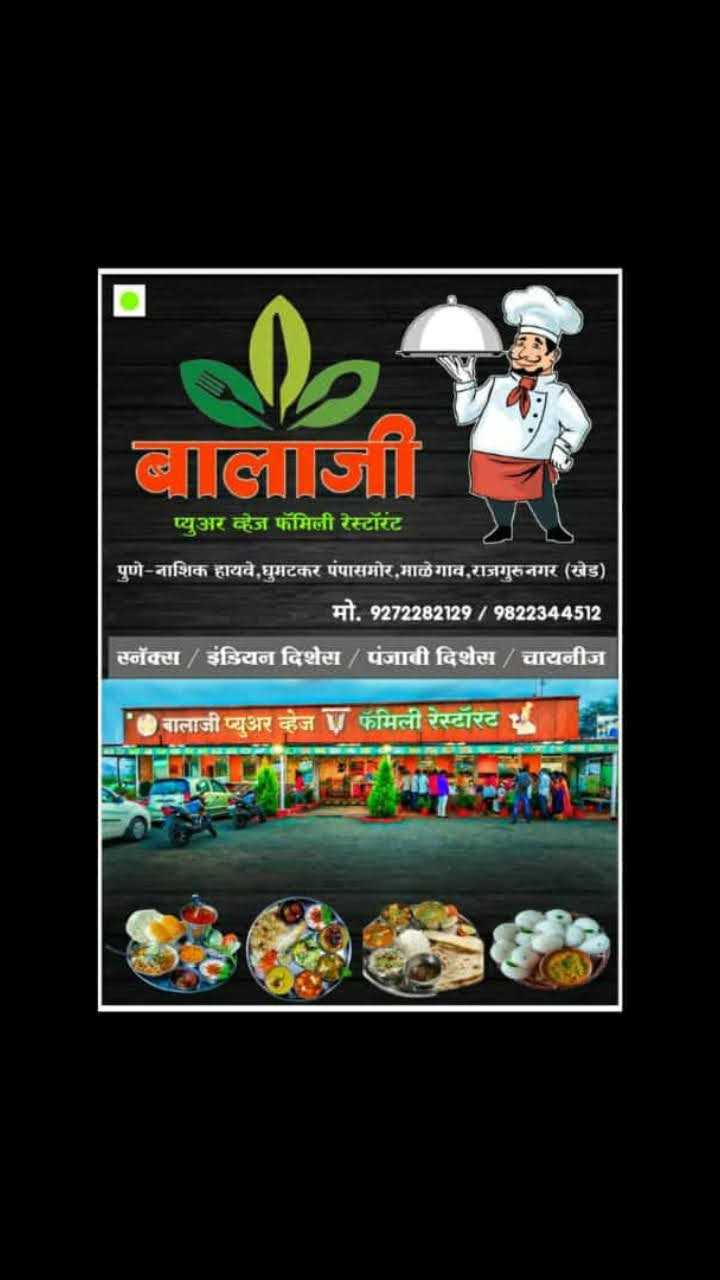 बालाजी
प्युअर व्हेज फॅमिली रेस्टॉरंट
पुणे-नाशिक हायवे,घुमटकर पंपासमोर,माळेगाव,राजगुरुनगर (खेड)
मो. 9272282129 / 9822344512
स्नॅक्स / इंडियन दिशेस / पंजाबी दिशेस / चायनीज
बालाजी प्युअर व्हेज फॅमिली रेस्टॉरंट